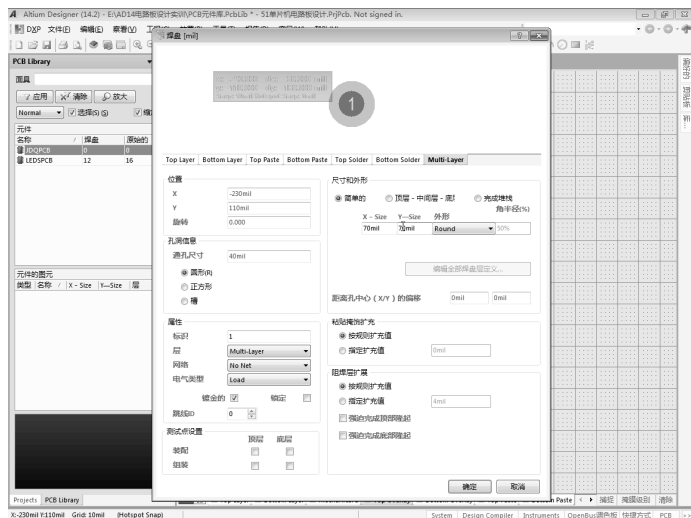 Altium Designer (14.2) - E:\AD14电路板设计实训\PCB元件库.PcbLib * - 51单片机电路板设计.PrjPcb. Not signed in.
DXP 文件(F) 编辑(E) 察看(V)
焊盘 [mil]
PCB Library
面具
应用 清除 放大
Normal 选择(S) (S)
元件
名称 焊盘 原始的
JDQPCB 0 0
LEDSPCB 12 16
元件的图元
类型 名称 X - Size Y—Size 层
1
Top Layer Bottom Layer Top Paste Bottom Paste Top Solder Bottom Solder Multi-Layer
位置
X -230mil
Y 110mil
旋转 0.000
孔洞信息
通孔尺寸 40mil
圆形(R)
正方形
槽
属性
标识 1
层 Multi-Layer
网络 No Net
电气类型 Load
镀金的 锁定
跳线ID 0
测试点设置
顶层 底层
装配
组装
尺寸和外形
简单的 顶层 - 中间层 - 底层 完成堆栈
角半径(%)
X - Size Y—Size 外形
70mil 70mil Round 50%
编辑全部焊盘层定义...
距离孔中心 ( X/Y ) 的偏移 0mil 0mil
粘贴掩饰扩充
按规则扩充值
指定扩充值 0mil
阻焊层扩展
按规则扩充值
指定扩充值 4mil
强迫完成顶部隆起
强迫完成底部隆起
确定 取消
Projects PCB Library
Paste 捕捉 掩膜级别 清除
X:-230mil Y:110mil Grid: 10mil (Hotspot Snap)
System Design Compiler Instruments OpenBus调色板 快捷方式 PCB